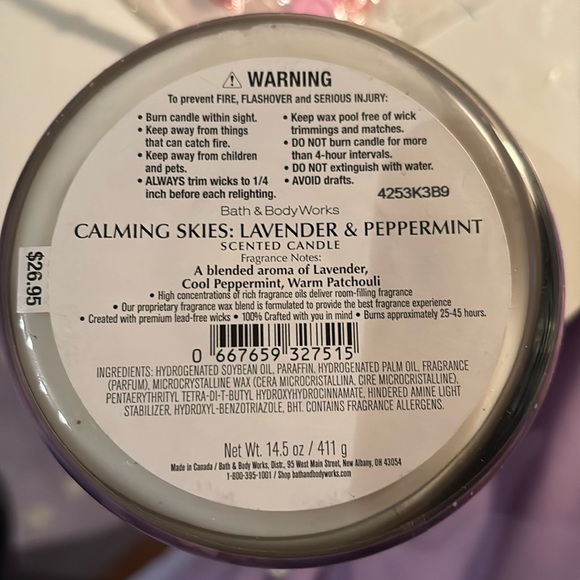 ⚠ WARNING
To prevent FIRE, FLASHOVER and SERIOUS INJURY:
• Burn candle within sight.
• Keep away from things
that can catch fire.
• Keep away from children
and pets.
• ALWAYS trim wicks to 1/4
inch before each relighting.
• Keep wax pool free of wick
trimmings and matches.
• DO NOT burn candle for more
than 4-hour intervals.
• DO NOT extinguish with water.
• AVOID drafts.
4253K3B9
Bath & Body Works
CALMING SKIES: LAVENDER & PEPPERMINT
SCENTED CANDLE
Fragrance Notes:
A blended aroma of Lavender,
Cool Peppermint, Warm Patchouli
• High concentrations of rich fragrance oils deliver room-filling fragrance
• Our proprietary fragrance wax blend is formulated to provide the best fragrance experience
• Created with premium lead-free wicks • 100% Crafted with you in mind • Burns approximately 25-45 hours.
$26.95
0 667659 327515
INGREDIENTS: HYDROGENATED SOYBEAN OIL, PARAFFIN, HYDROGENATED PALM OIL, FRAGRANCE
(PARFUM), MICROCRYSTALLINE WAX (CERA MICROCRISTALLINA, CIRE MICROCRISTALLINE),
PENTAERYTHRITYL TETRA-DI-T-BUTYL HYDROXYHYDROCINNAMATE, HINDERED AMINE LIGHT
STABILIZER, HYDROXYL-BENZOTRIAZOLE, BHT. CONTAINS FRAGRANCE ALLERGENS.
Net Wt. 14.5 oz / 411 g
Made in Canada / Bath & Body Works, Distr., 95 West Main Street, New Albany, OH 43054
1-800-395-1001 / Shop bathandbodyworks.com